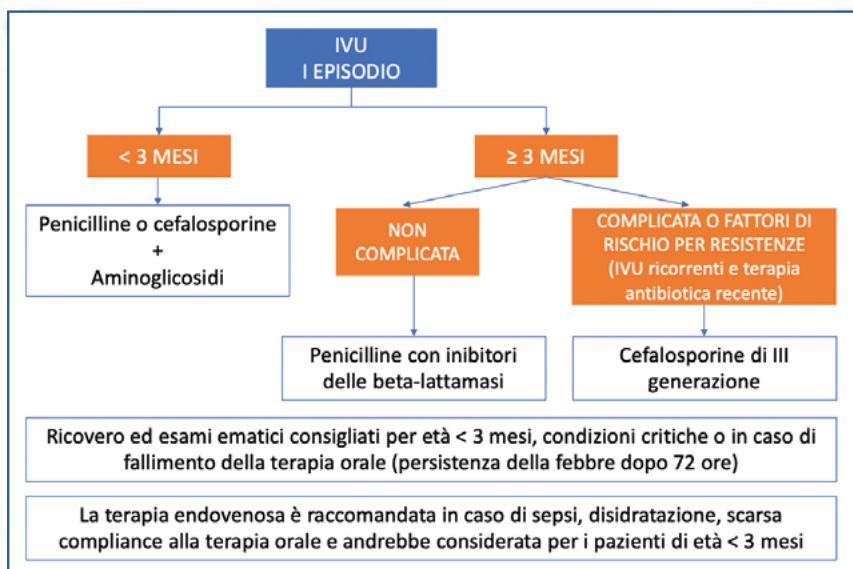 IVU
I EPISODIO
< 3 MESI
≥ 3 MESI
Penicilline o cefalosporine
+
Aminoglicosidi
NON
COMPLICATA
COMPLICATA O FATTORI DI
RISCHIO PER RESISTENZE
(IVU ricorrenti e terapia
antibiotica recente)
Penicilline con inibitori
delle beta-lattamasi
Cefalosporine di III
generazione
Ricovero ed esami ematici consigliati per età < 3 mesi, condizioni critiche o in caso di
fallimento della terapia orale (persistenza della febbre dopo 72 ore)
La terapia endovenosa è raccomandata in caso di sepsi, disidratazione, scarsa
compliance alla terapia orale e andrebbe considerata per i pazienti di età < 3 mesi